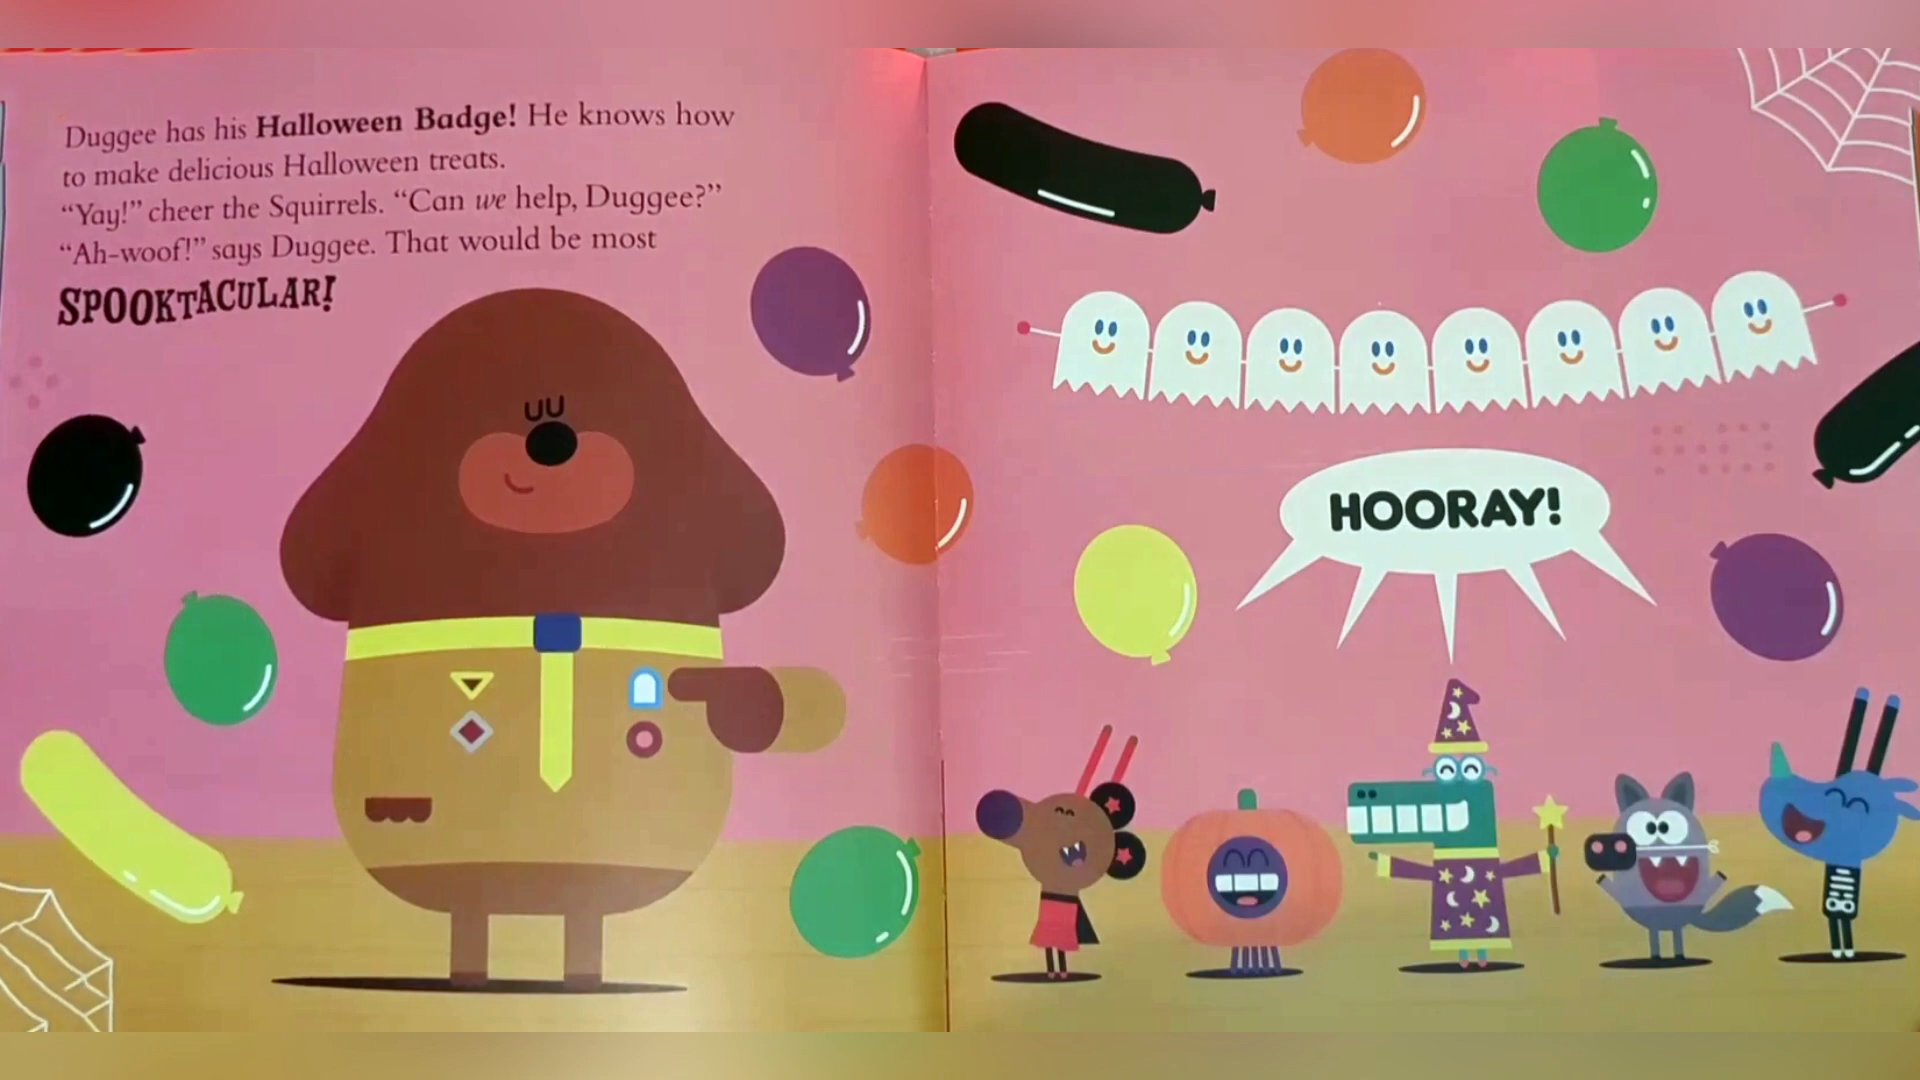 Duggee has his Halloween Badge! He knows how
to make delicious Halloween treats.
“Yay!” cheer the Squirrels. “Can we help, Duggee?”
“Ah-woof!” says Duggee. That would be most
SPOOKTACULAR!
HOORAY!